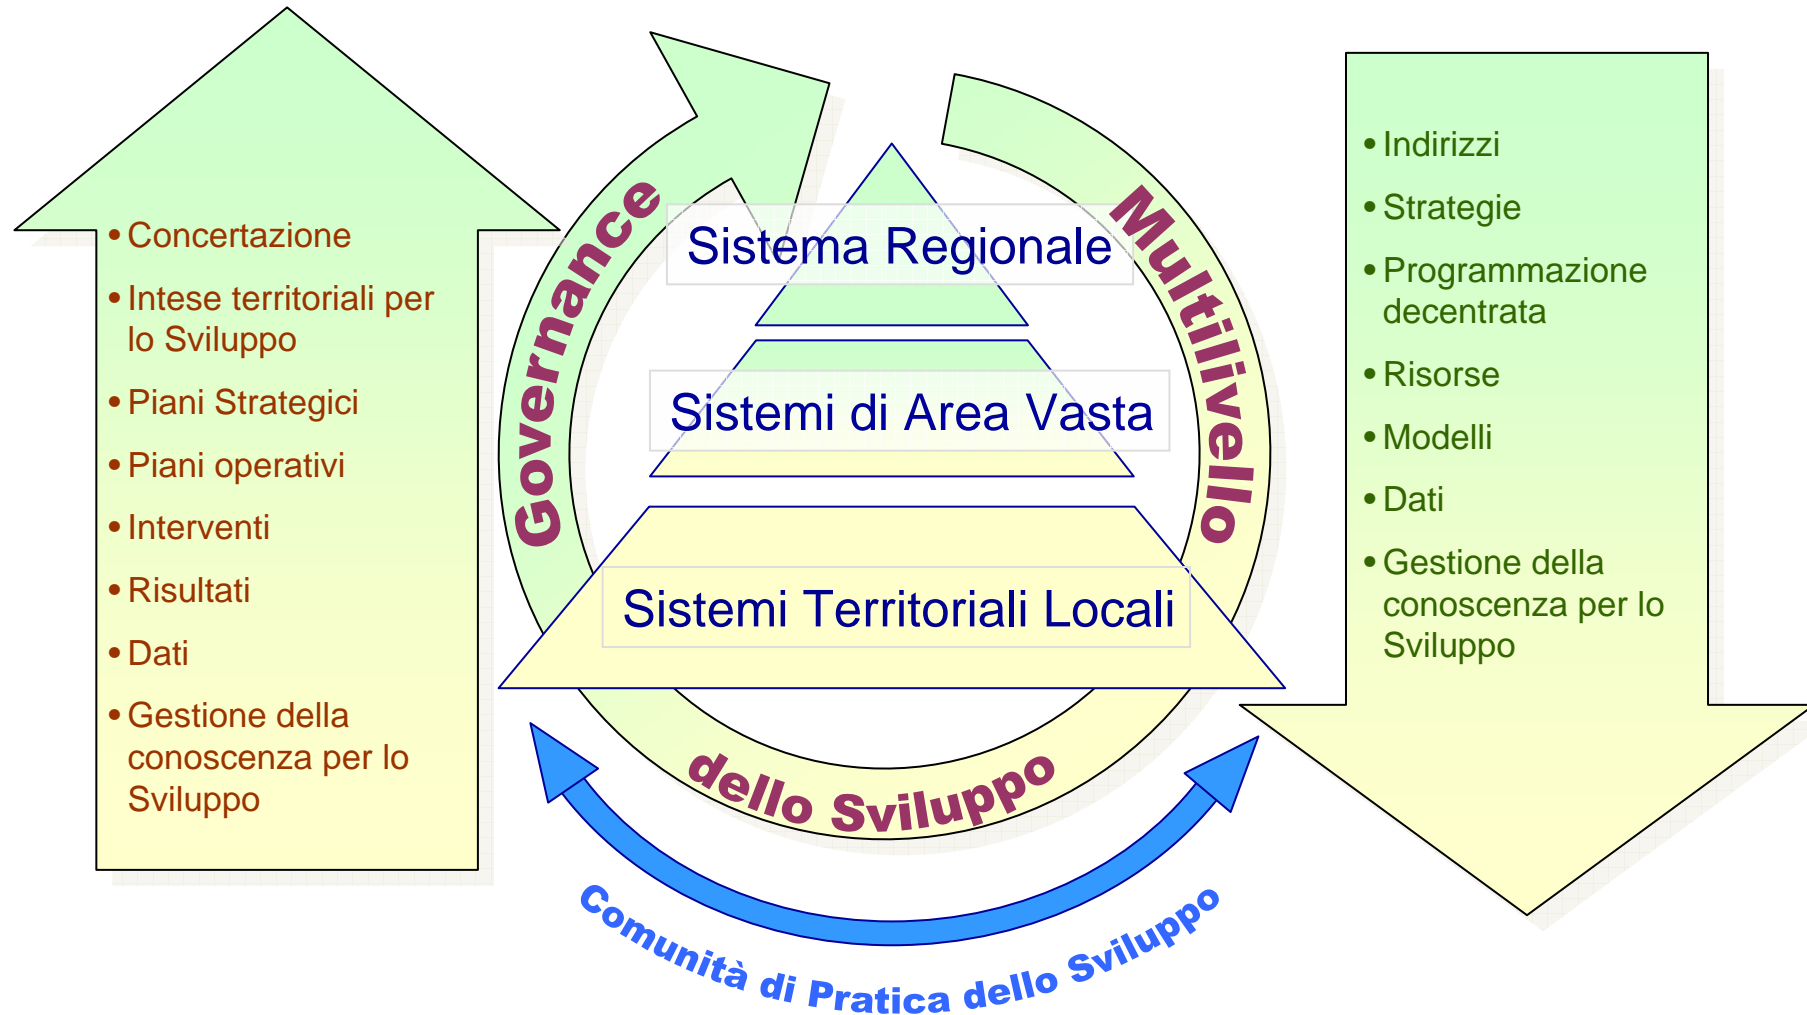 • Concertazione
• Intese territoriali per
lo Sviluppo
• Piani Strategici
• Piani operativi
• Interventi
• Risultati
• Dati
• Gestione della
conoscenza per lo
Sviluppo
Governance
Multilivello
dello Sviluppo
Sistema Regionale
Sistemi di Area Vasta
Sistemi Territoriali Locali
Comunità di Pratica dello Sviluppo
• Indirizzi
• Strategie
• Programmazione
decentrata
• Risorse
• Modelli
• Dati
• Gestione della
conoscenza per lo
Sviluppo